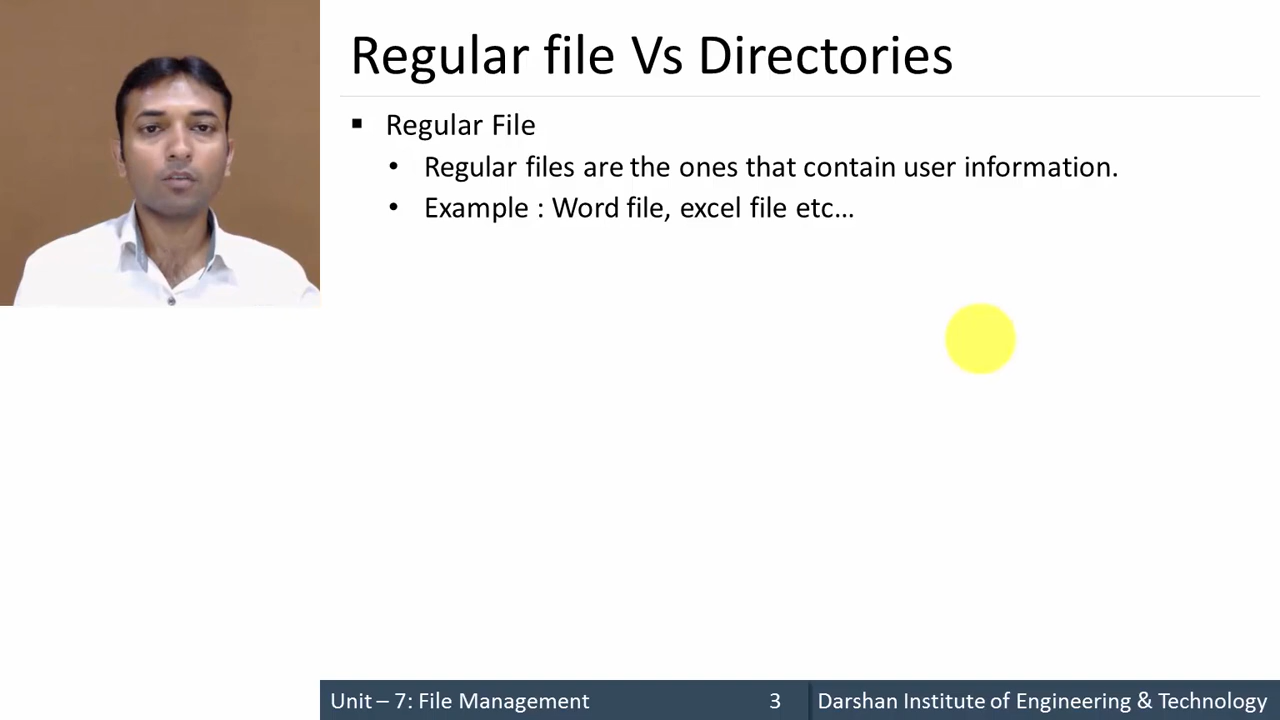 Regular file Vs Directories
▪ Regular File
• Regular files are the ones that contain user information.
• Example : Word file, excel file etc...
Unit – 7: File Management 3 Darshan Institute of Engineering & Technology